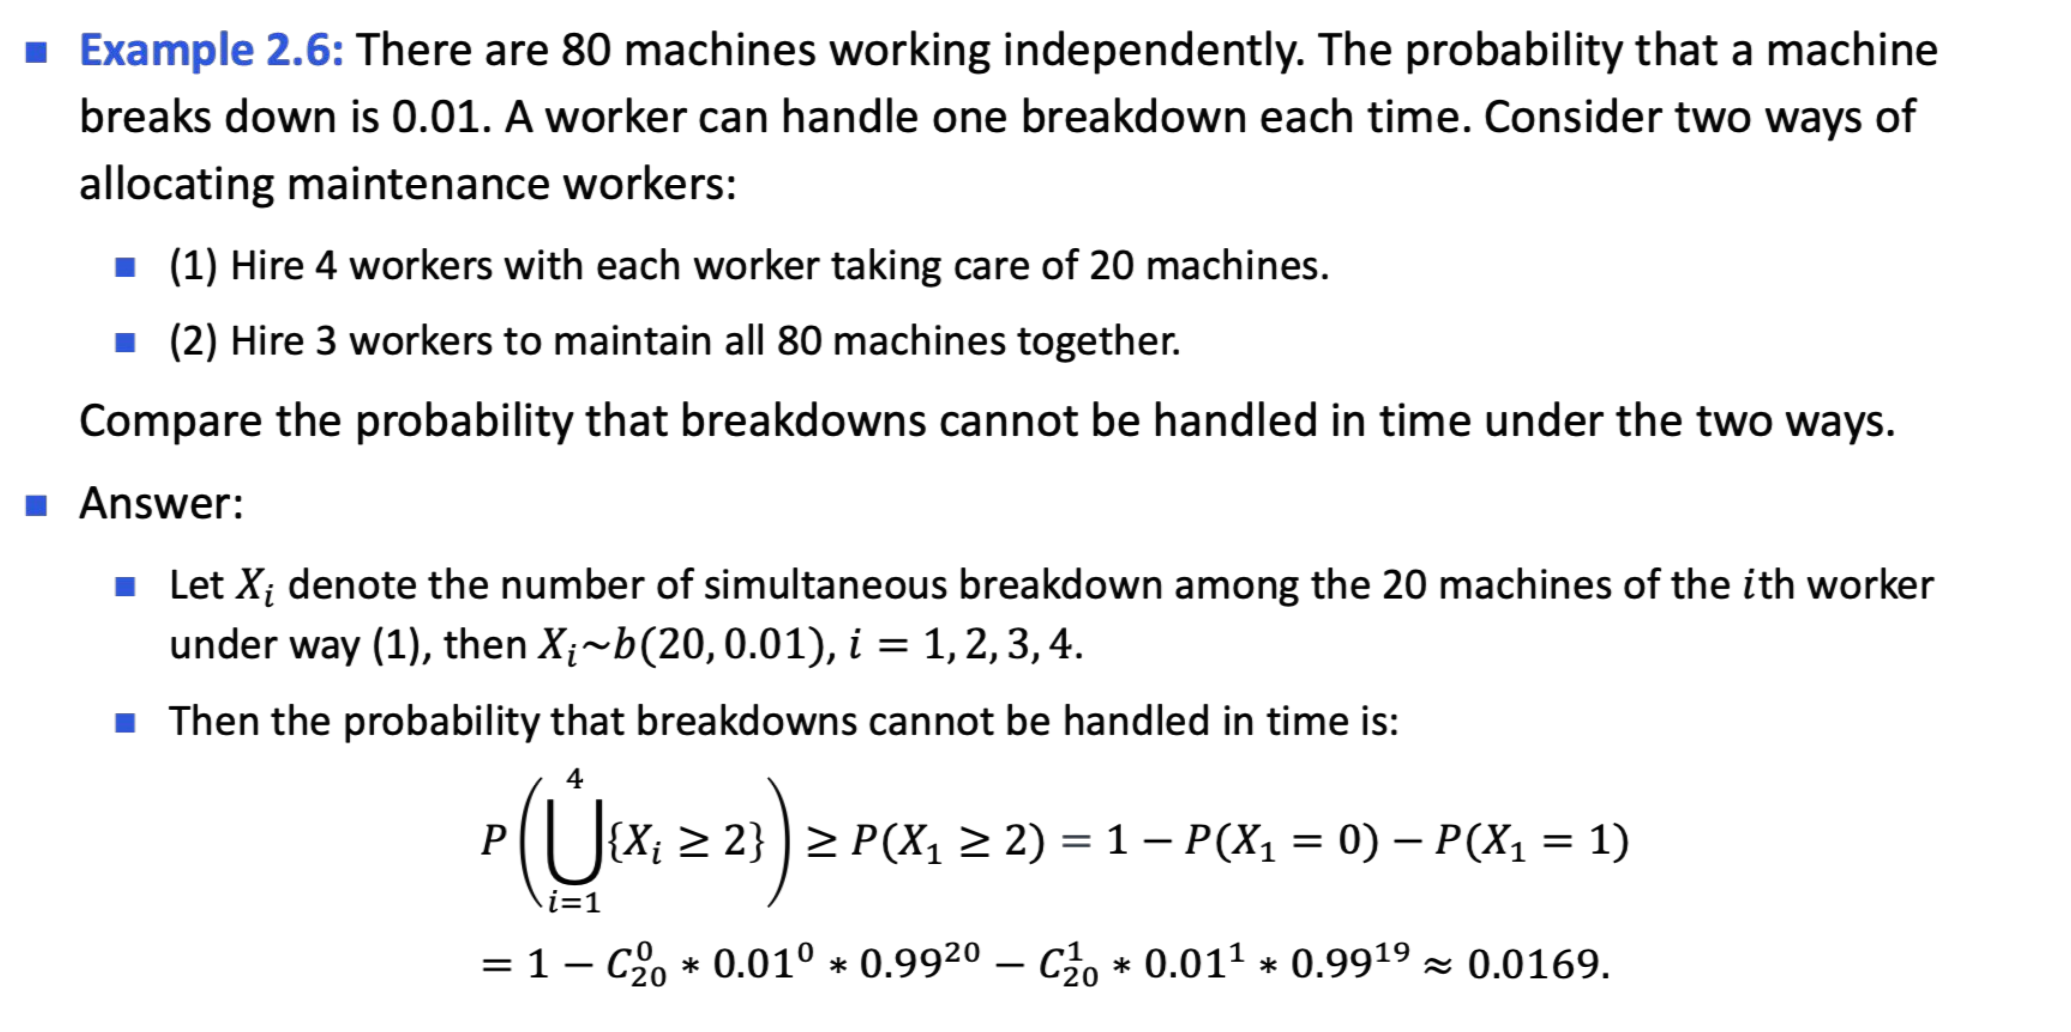 ▪ Example 2.6: There are 80 machines working independently. The probability that a machine
breaks down is 0.01. A worker can handle one breakdown each time. Consider two ways of
allocating maintenance workers:
▪ (1) Hire 4 workers with each worker taking care of 20 machines.
▪ (2) Hire 3 workers to maintain all 80 machines together.
Compare the probability that breakdowns cannot be handled in time under the two ways.
▪ Answer:
▪ Let $X_i$ denote the number of simultaneous breakdown among the 20 machines of the $i$th worker
under way (1), then $X_i \sim b(20, 0.01), i = 1, 2, 3, 4.$
▪ Then the probability that breakdowns cannot be handled in time is:
$P\left(\bigcup_{i=1}^{4}\{X_i \geq 2\}\right) \geq P(X_1 \geq 2) = 1 - P(X_1 = 0) - P(X_1 = 1)$
$= 1 - C_{20}^{0} * 0.01^{0} * 0.99^{20} - C_{20}^{1} * 0.01^{1} * 0.99^{19} \approx 0.0169.$